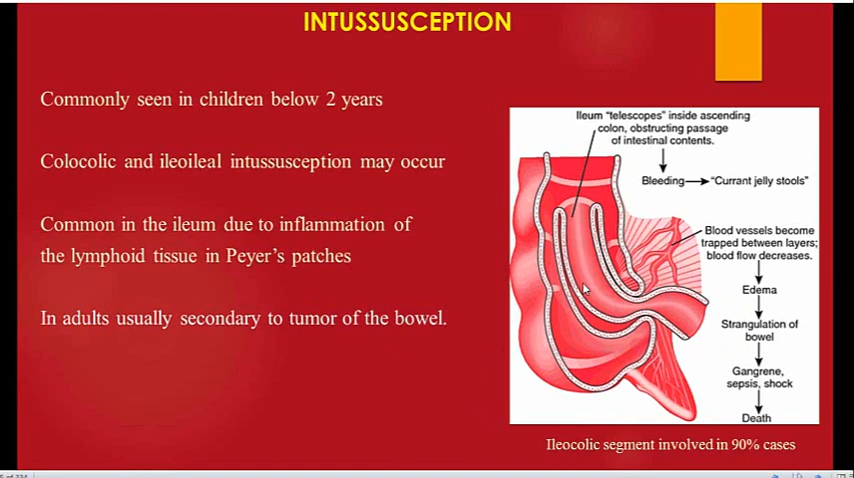 INTUSSUSCEPTION
Commonly seen in children below 2 years
Colocolic and ileoileal intussusception may occur
Common in the ileum due to inflammation of
the lymphoid tissue in Peyer's patches
In adults usually secondary to tumor of the bowel.
Ileum "telescopes" inside ascending
colon, obstructing passage
of intestinal contents.
Bleeding → "Currant jelly stools"
Blood vessels become
trapped between layers;
blood flow decreases.
Edema
Strangulation of
bowel
Gangrene,
sepsis, shock
Death
Ileocolic segment involved in 90% cases